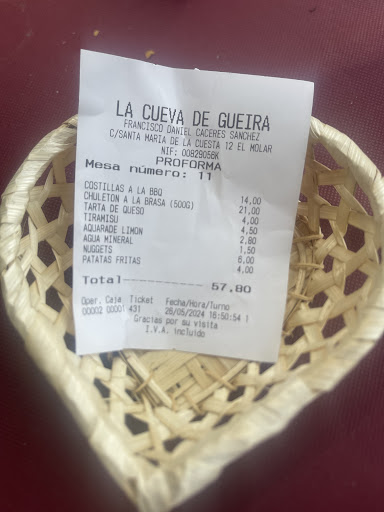 LA CUEVA DE GUEIRA
FRANCISCO DANIEL CACERES SANCHEZ
C/SANTA MARIA DE LA CUESTA 12 EL MOLAR
NIF: 00829056K
PROFORMA
Mesa número: 11
COSTILLAS A LA BBQ 14,00
CHULETON A LA BRASA (500G) 21,00
TARTA DE QUESO 4,00
TIRAMISU 4,50
AQUARADE LIMON 2,80
AGUA MINERAL 1,50
NUGGETS 6,00
PATATAS FRITAS 4,00
Total 57,80
Oper. Caja Ticket Fecha/Hora/Turno
00002 00001 431 26/05/2024 16:50:54 1
Gracias por su visita
I.V.A. incluido